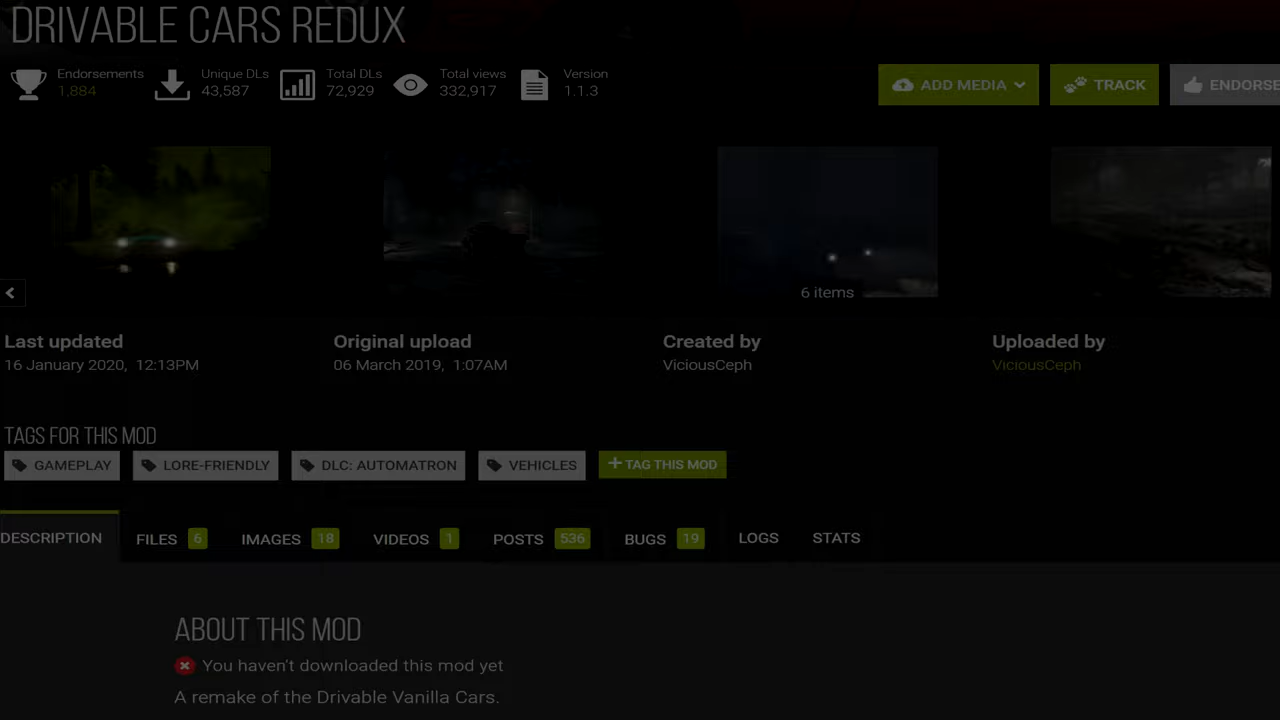 DRIVABLE CARS REDUX
Endorsements
1,884
Unique DLs
43,587
Total DLs
72,929
Total views
332,917
Version
1.1.3
ADD MEDIA
TRACK
ENDORSE
6 items
Last updated
16 January 2020, 12:13PM
Original upload
06 March 2019, 1:07AM
Created by
ViciousCeph
Uploaded by
ViciousCeph
TAGS FOR THIS MOD
GAMEPLAY
LORE-FRIENDLY
DLC: AUTOMATRON
VEHICLES
+ TAG THIS MOD
DESCRIPTION
FILES 6
IMAGES 18
VIDEOS 1
POSTS 536
BUGS 19
LOGS
STATS
ABOUT THIS MOD
You haven't downloaded this mod yet
A remake of the Drivable Vanilla Cars.